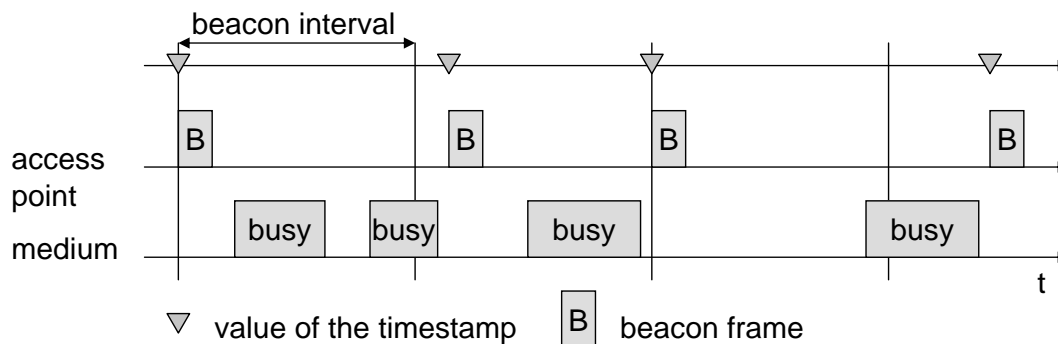 beacon interval
B B B B
access
point
busy busy busy busy
medium
t
value of the timestamp B beacon frame